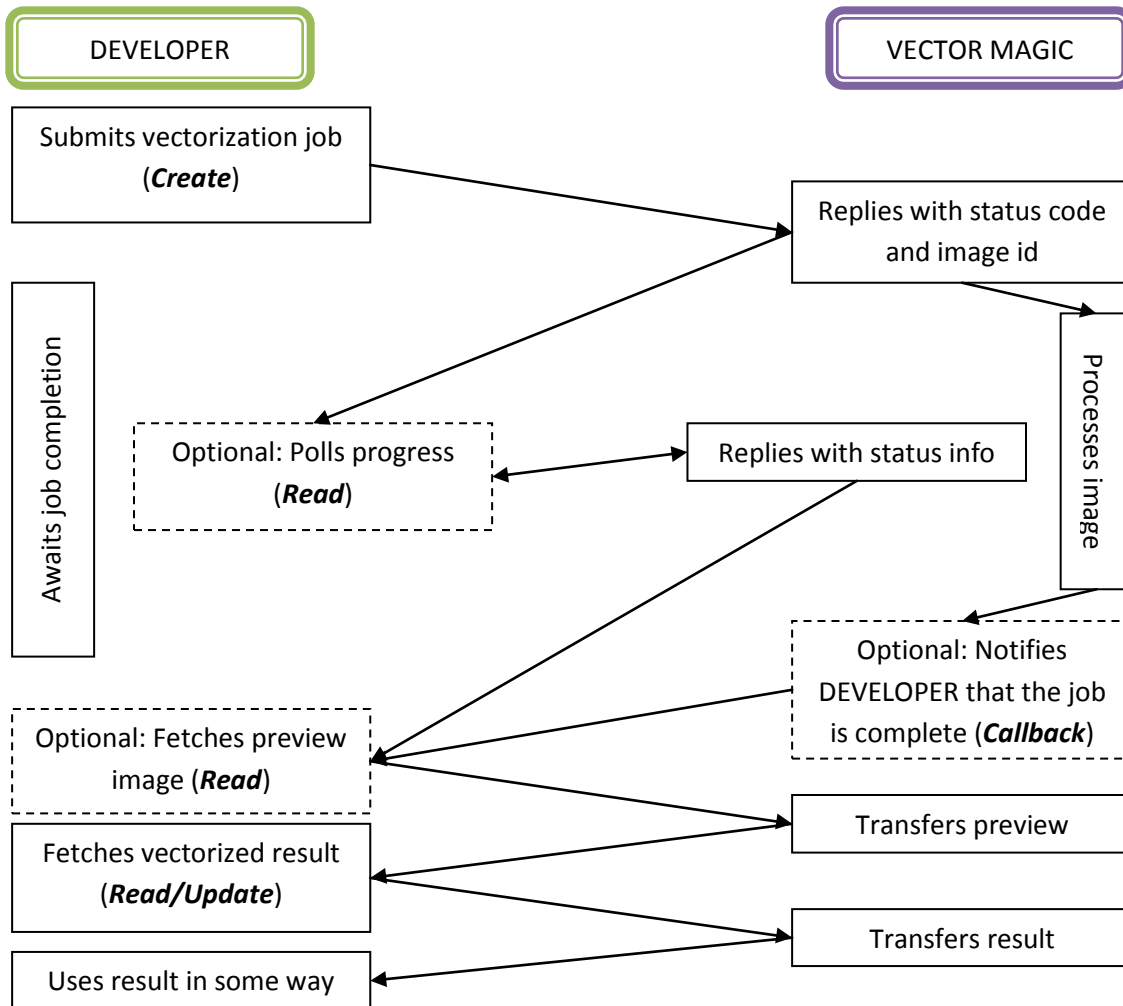 DEVELOPER
VECTOR MAGIC
Submits vectorization job
(Create)
Replies with status code
and image id
Awaits job completion
Processes image
Optional: Polls progress
(Read)
Replies with status info
Optional: Notifies
DEVELOPER that the job
is complete (Callback)
Optional: Fetches preview
image (Read)
Transfers preview
Fetches vectorized result
(Read/Update)
Transfers result
Uses result in some way